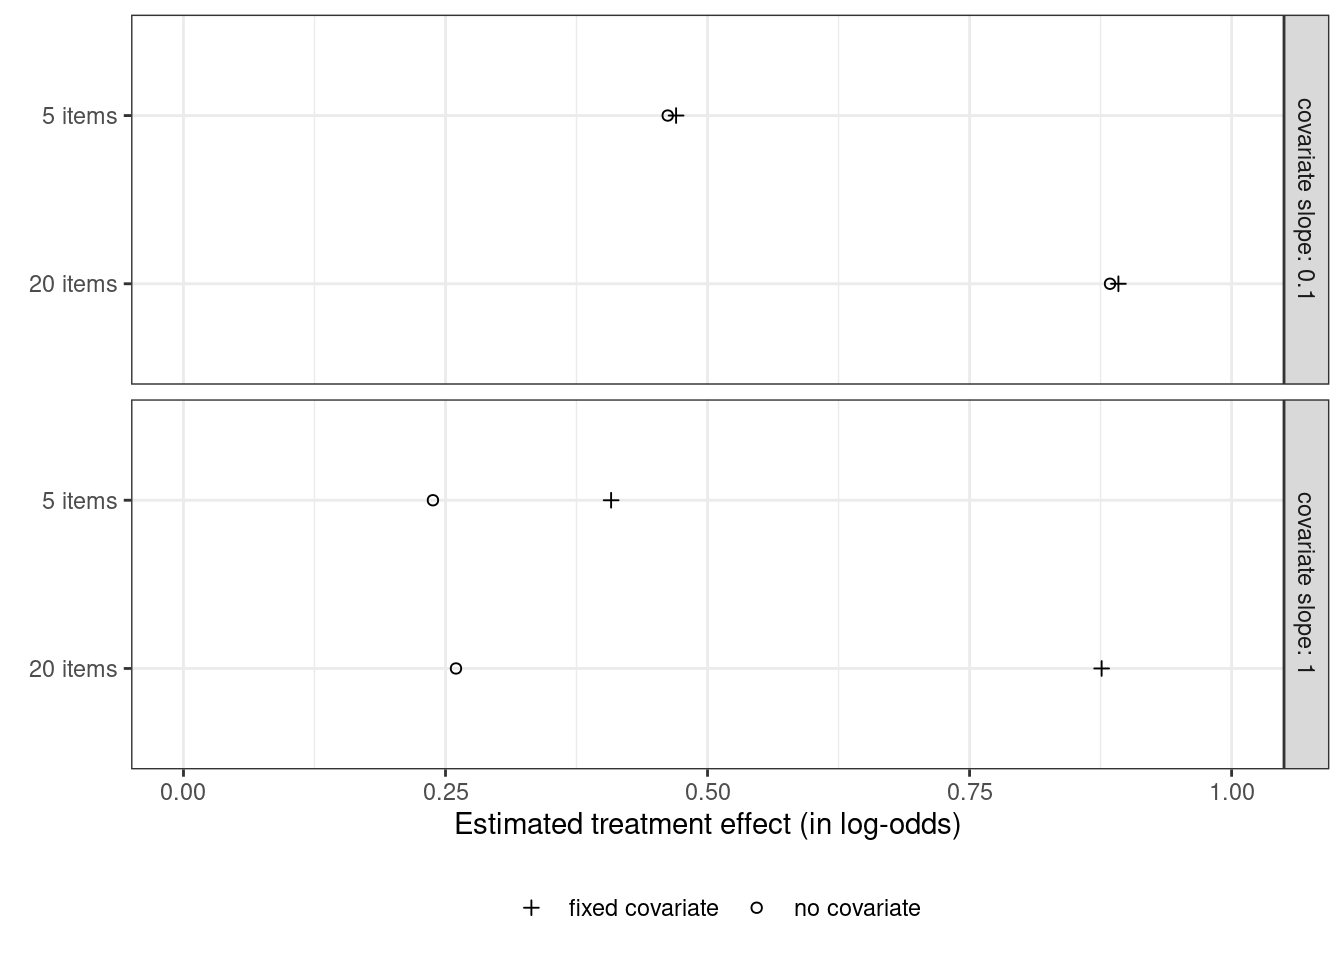 5 items
20 items
covariate slope: 0.1
5 items
20 items
covariate slope: 1
0.00 0.25 0.50 0.75 1.00
Estimated treatment effect (in log-odds)
fixed covariate no covariate